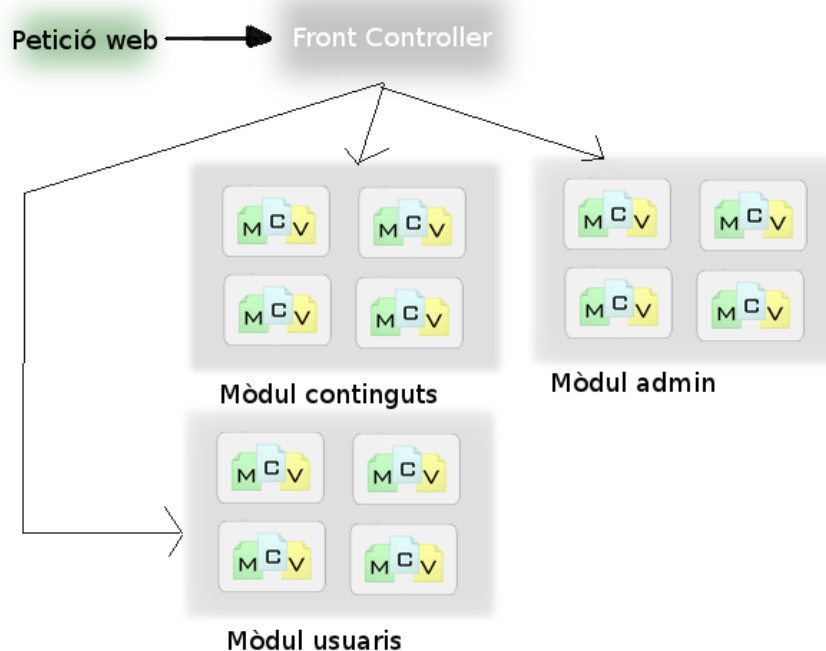 Petició web
Front Controller
M C V
M C V
M C V
M C V
Mòdul continguts
M C V
M C V
M C V
M C V
Mòdul admin
M C V
M C V
M C V
M C V
Mòdul usuaris